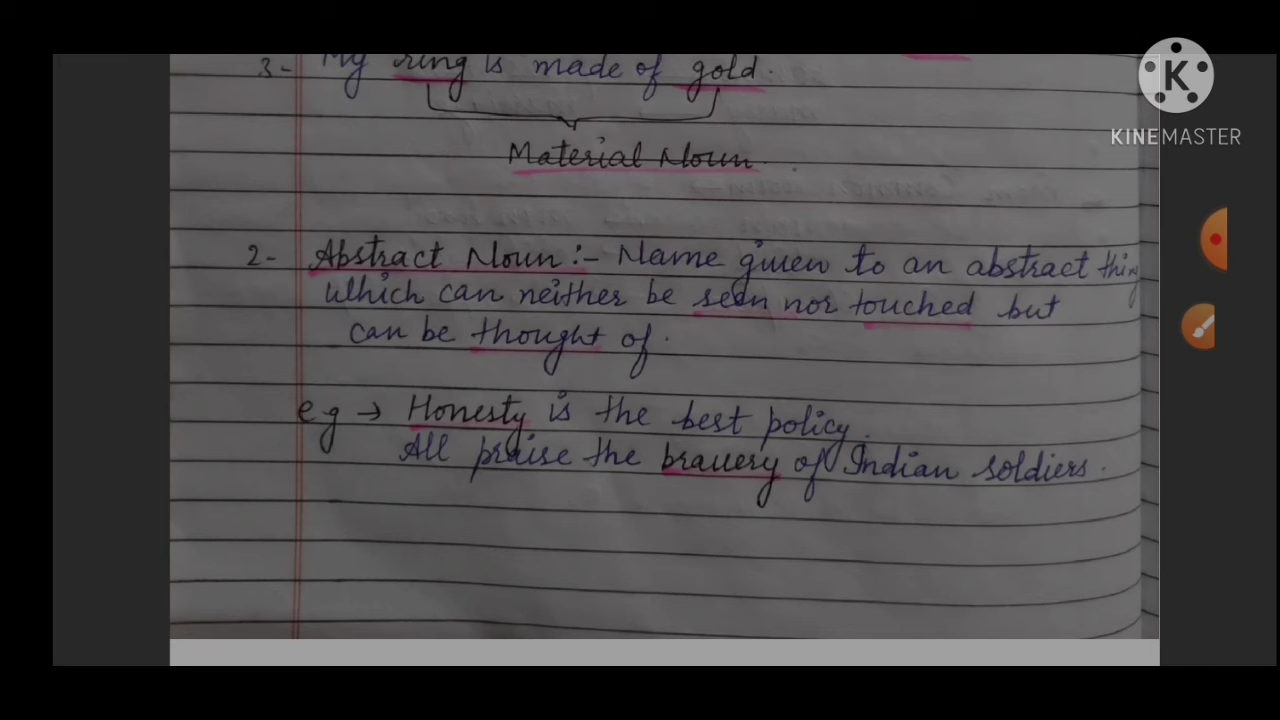 3- My ring is made of gold.
Material Noun
2- Abstract Noun :- Name given to an abstract thing
which can neither be seen nor touched but
can be thought of.
eg → Honesty is the best policy.
All praise the bravery of Indian soldiers.
K
KINEMASTER